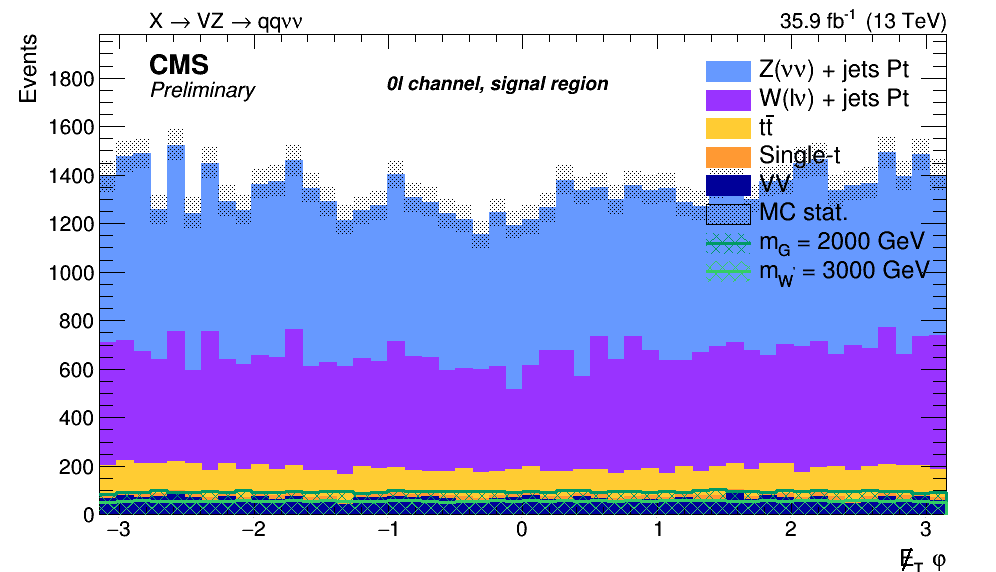 X → VZ → qqνν
35.9 fb⁻¹ (13 TeV)
Events
CMS
Preliminary
0l channel, signal region
Z(νν) + jets Pt
W(lν) + jets Pt
tt̄
Single-t
VV
MC stat.
m_G = 2000 GeV
m_W' = 3000 GeV
1800
1600
1400
1200
1000
800
600
400
200
0
−3 −2 −1 0 1 2 3
E̸_T φ